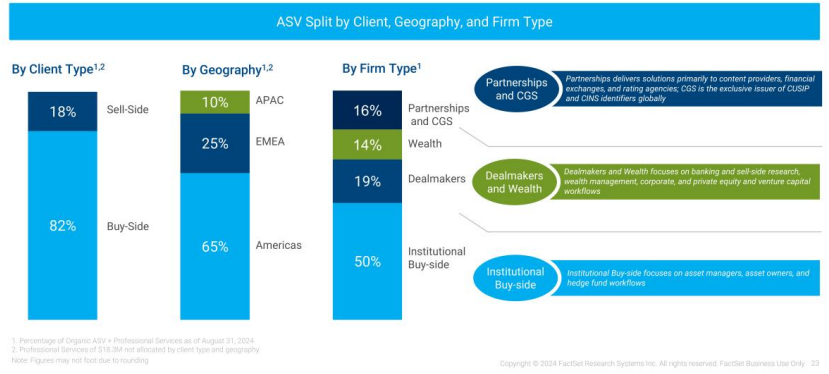 ASV Split by Client, Geography, and Firm Type
By Client Type1,2
18%
Sell-Side
82%
Buy-Side
By Geography1,2
10%
APAC
25%
EMEA
65%
Americas
By Firm Type1
16%
Partnerships
and CGS
14%
Wealth
19%
Dealmakers
50%
Institutional
Buy-side
Partnerships
and CGS
Partnerships delivers solutions primarily to content providers, financial
exchanges, and rating agencies; CGS is the exclusive issuer of CUSIP
and CINS identifiers globally
Dealmakers
and Wealth
Dealmakers and Wealth focuses on banking and sell-side research,
wealth management, corporate, and private equity and venture capital
workflows
Institutional
Buy-side
Institutional Buy-side focuses on asset managers, asset owners, and
hedge fund workflows
1. Percentage of Organic ASV + Professional Services as of August 31, 2024
2. Professional Services of $18.3M not allocated by client type and geography
Note: Figures may not foot due to rounding
Copyright © 2024 FactSet Research Systems Inc. All rights reserved. FactSet Business Use Only 23